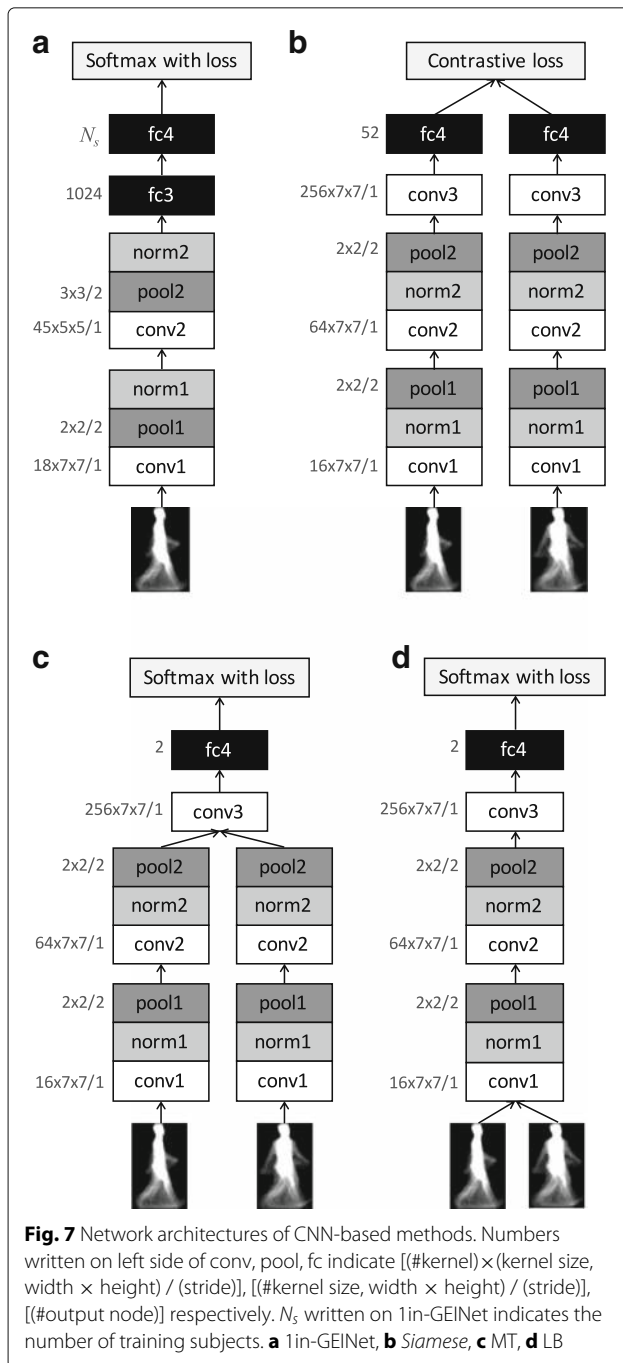 a
Softmax with loss
N_s fc4
1024 fc3
norm2
3x3/2 pool2
45x5x5/1 conv2
norm1
2x2/2 pool1
18x7x7/1 conv1
b
Contrastive loss
52 fc4 fc4
256x7x7/1 conv3 conv3
2x2/2 pool2 pool2
norm2 norm2
64x7x7/1 conv2 conv2
2x2/2 pool1 pool1
norm1 norm1
16x7x7/1 conv1 conv1
c
Softmax with loss
2 fc4
256x7x7/1 conv3
2x2/2 pool2 pool2
norm2 norm2
64x7x7/1 conv2 conv2
2x2/2 pool1 pool1
norm1 norm1
16x7x7/1 conv1 conv1
d
Softmax with loss
2 fc4
256x7x7/1 conv3
2x2/2 pool2
norm2
64x7x7/1 conv2
2x2/2 pool1
norm1
16x7x7/1 conv1
Fig. 7 Network architectures of CNN-based methods. Numbers
written on left side of conv, pool, fc indicate [(#kernel)×(kernel size,
width × height) / (stride)], [(#kernel size, width × height) / (stride)],
[(#output node)] respectively. N_s written on 1in-GEINet indicates the
number of training subjects. a 1in-GEINet, b Siamese, c MT, d LB